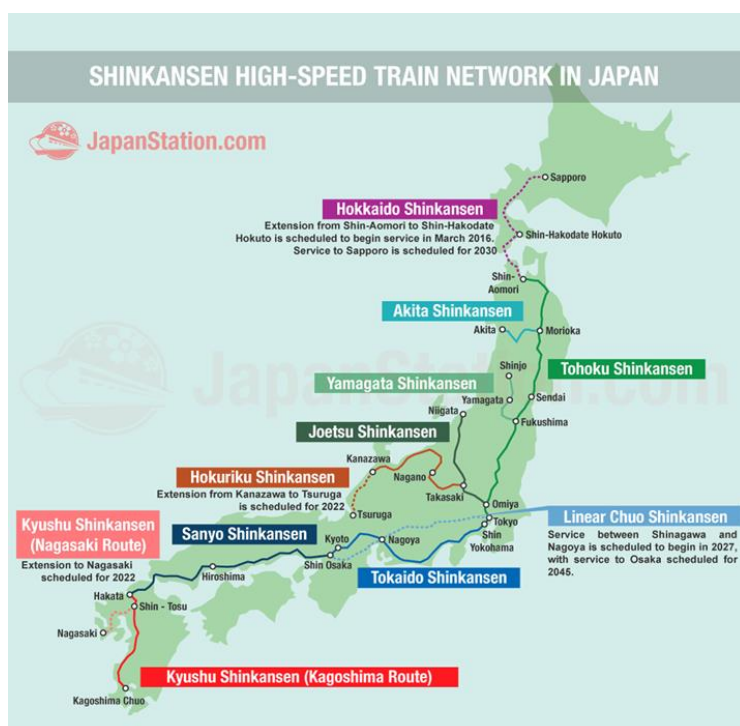 SHINKANSEN HIGH-SPEED TRAIN NETWORK IN JAPAN
JapanStation.com
Sapporo
Hokkaido Shinkansen
Extension from Shin-Aomori to Shin-Hakodate
Hokuto is scheduled to begin service in March 2016.
Service to Sapporo is scheduled for 2030
Shin-Hakodate Hokuto
Shin-
Aomori
Akita Shinkansen
Akita
Morioka
Shinjo
Tohoku Shinkansen
JapanStation.com
Yamagata Shinkansen
Yamagata
Sendai
Niigata
Fukushima
Joetsu Shinkansen
Kanazawa
Hokuriku Shinkansen
Nagano
Extension from Kanazawa to Tsuruga
is scheduled for 2022
Takasaki
Tsuruga
Omiya
Linear Chuo Shinkansen
Service between Shinagawa and
Nagoya is scheduled to begin in 2027,
with service to Osaka scheduled for
2045.
Kyushu Shinkansen
(Nagasaki Route)
Extension to Nagasaki
scheduled for 2022
Sanyo Shinkansen
Kyoto
Nagoya
Tokyo
Shin
Yokohama
Shin Osaka
Tokaido Shinkansen
Hiroshima
Hakata
Shin - Tosu
Nagasaki
Kyushu Shinkansen (Kagoshima Route)
Kagoshima Chuo